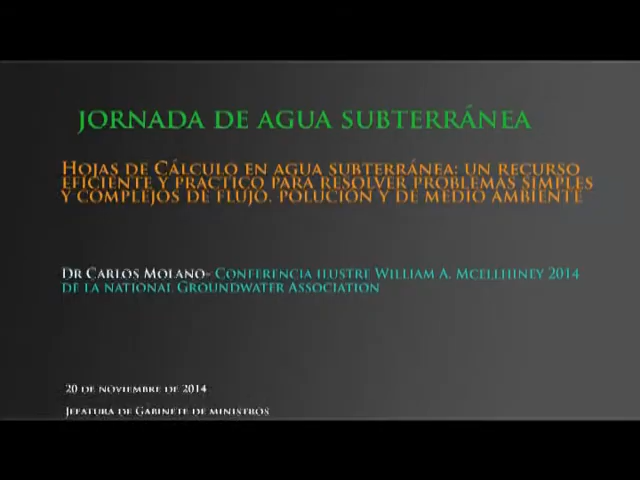 JORNADA DE AGUA SUBTERRÁNEA
HOJAS DE CÁLCULO EN AGUA SUBTERRÁNEA: UN RECURSO
EFICIENTE Y PRÁCTICO PARA RESOLVER PROBLEMAS SIMPLES
Y COMPLEJOS DE FLUJO, POLUCIÓN Y DE MEDIO AMBIENTE
DR CARLOS MOLANO- CONFERENCIA ILUSTRE WILLIAM A. MCELLHINEY 2014
DE LA NATIONAL GROUNDWATER ASSOCIATION
20 DE NOVIEMBRE DE 2014
JEFATURA DE GABINETE DE MINISTROS